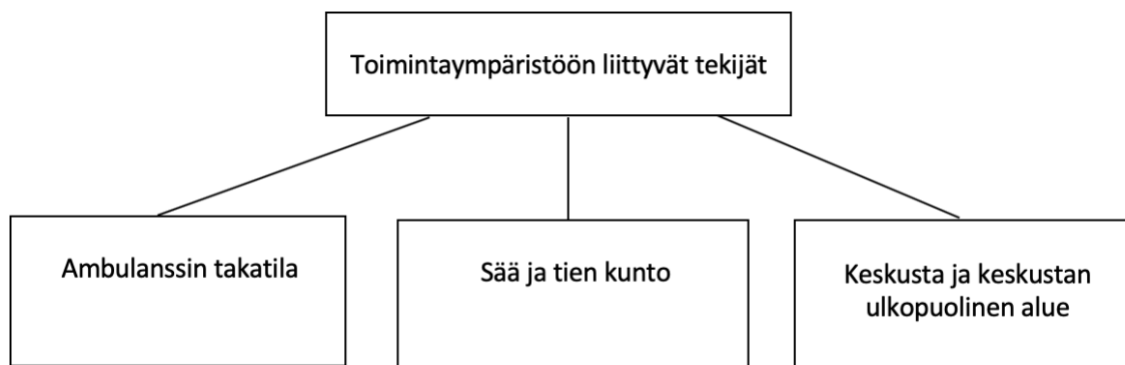 Toimintaympäristöön liittyvät tekijät
Ambulanssin takatila
Sää ja tien kunto
Keskusta ja keskustan
ulkopuolinen alue